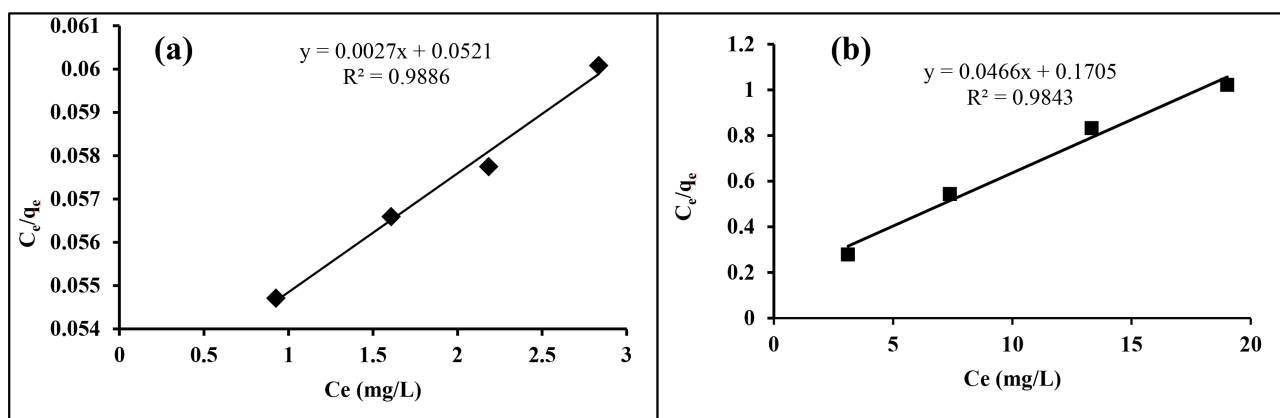 (a)
y = 0.0027x + 0.0521
R² = 0.9886
0.061
0.06
0.059
0.058
0.057
0.056
0.055
0.054
Cₑ/qₑ
0
0.5
1
1.5
2
2.5
3
Ce (mg/L)
(b)
y = 0.0466x + 0.1705
R² = 0.9843
1.2
1
0.8
0.6
0.4
0.2
0
Cₑ/qₑ
0
5
10
15
20
Ce (mg/L)